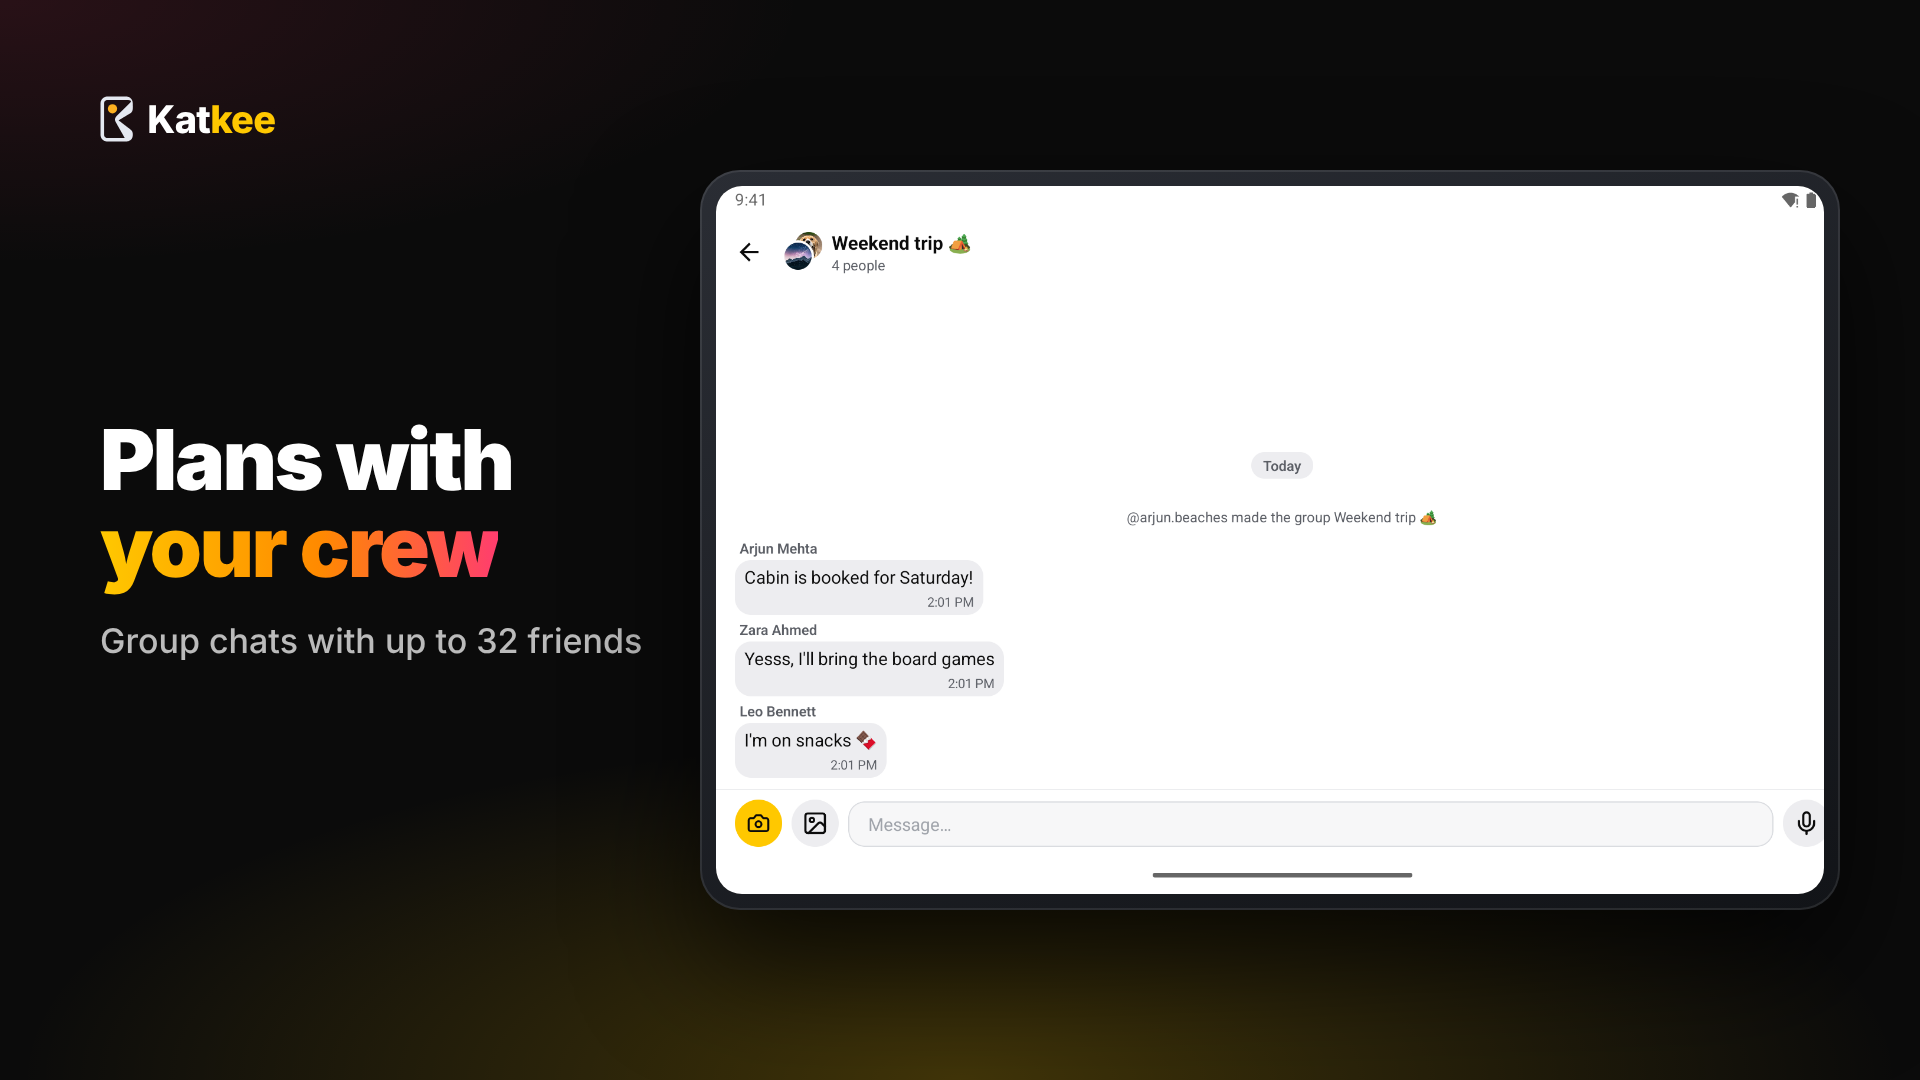 Katkee
Plans with
your crew
Group chats with up to 32 friends
9:41
Weekend trip 🏕️
4 people
Today
@arjun.beaches made the group Weekend trip 🏕️
Arjun Mehta
Cabin is booked for Saturday!
2:01 PM
Zara Ahmed
Yesss, I'll bring the board games
2:01 PM
Leo Bennett
I'm on snacks 🍫
2:01 PM
Message...